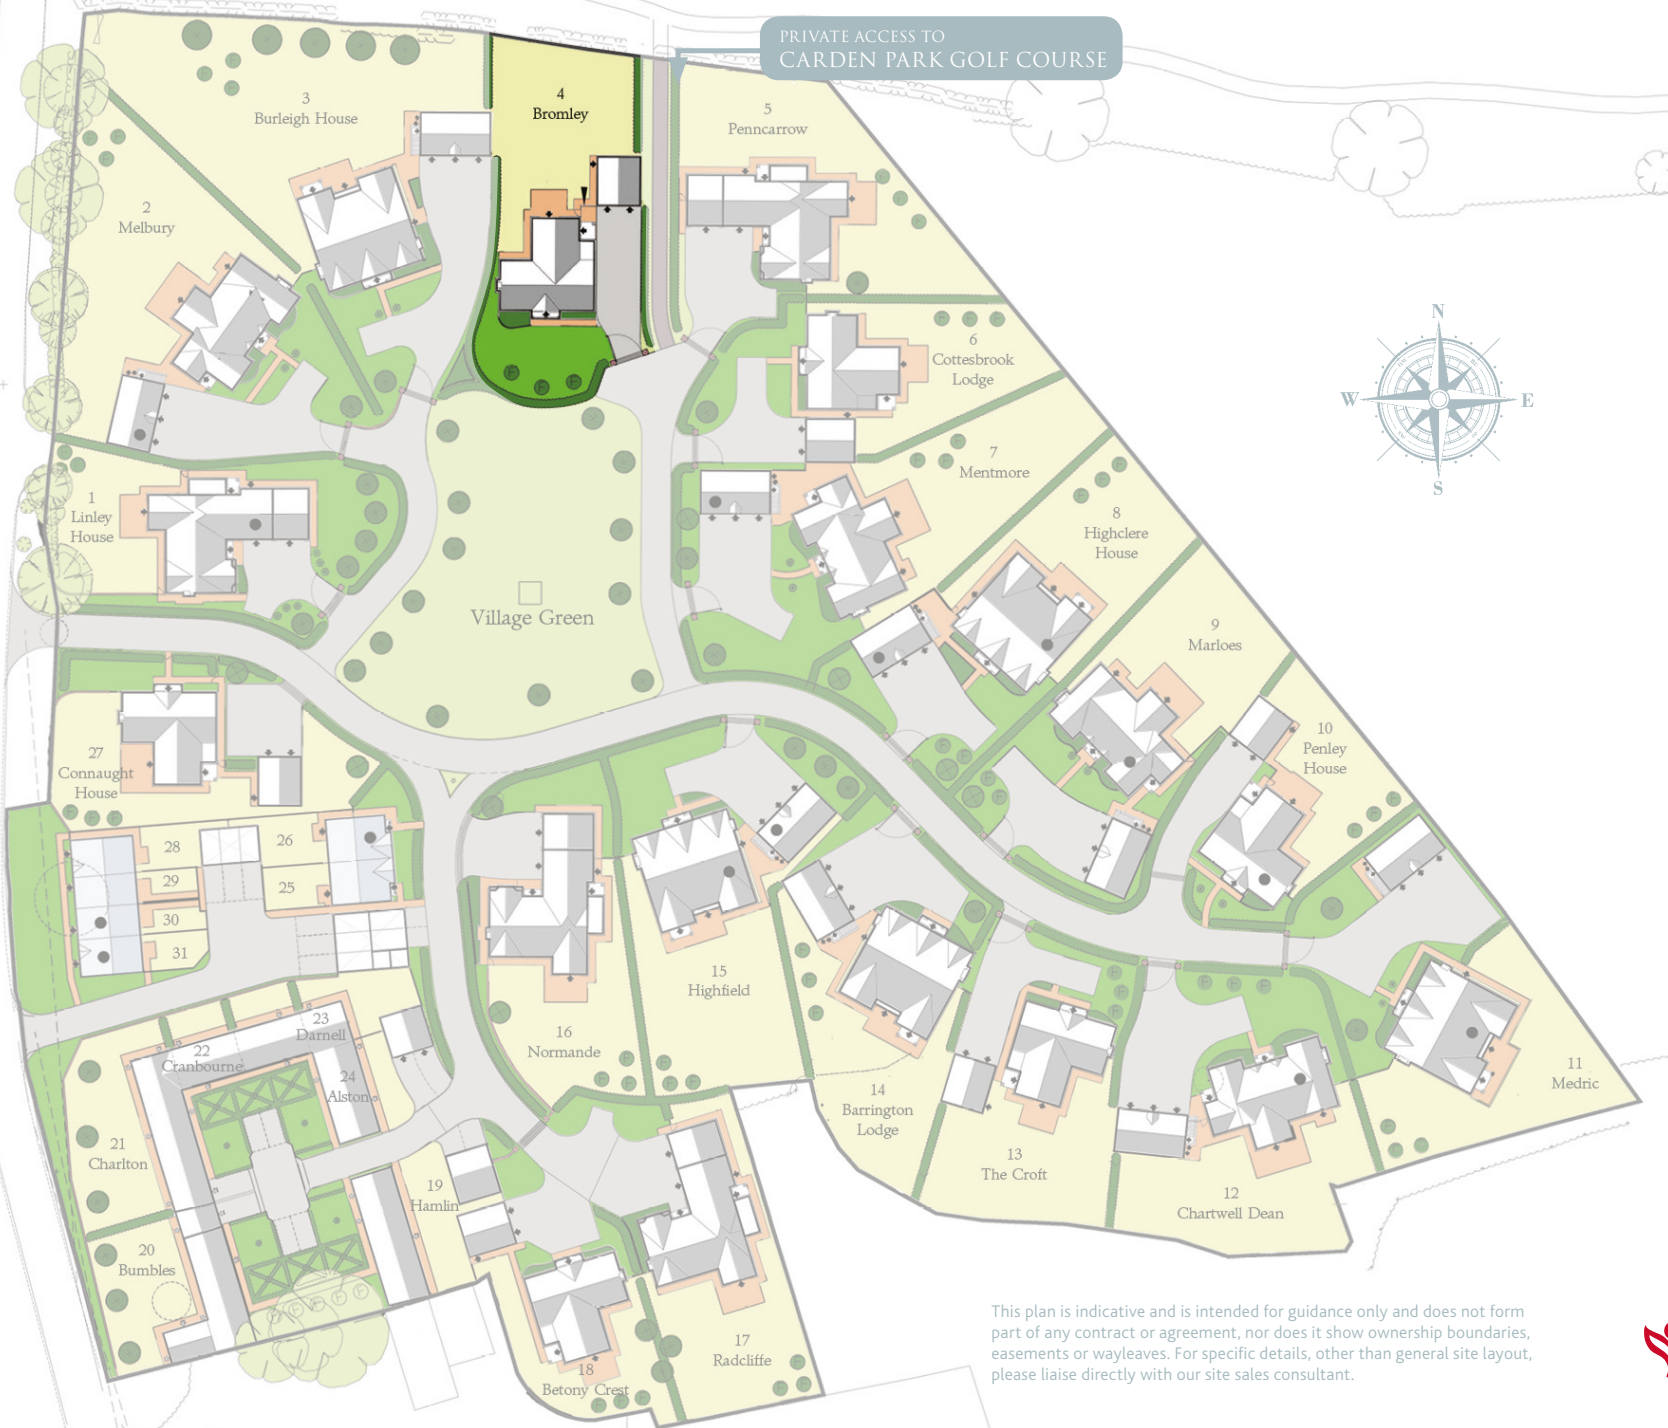 PRIVATE ACCESS TO
CARDEN PARK GOLF COURSE
3
Burleigh House
4
Bromley
5
Penncarrow
2
Melbury
6
Cottesbrook
Lodge
N
W
E
S
7
Mentmore
1
Linley
House
8
Highclere
House
Village Green
9
Marloes
10
Penley
House
27
Connaught
House
28
26
29
25
30
31
15
Highfield
16
Normande
23
Darnell
22
Cranbourne
24
Alston
14
Barrington
Lodge
11
Medric
21
Charlton
13
The Croft
19
Hamlin
12
Chartwell Dean
20
Bumbles
17
Radcliffe
18
Betony Crest
This plan is indicative and is intended for guidance only and does not form
part of any contract or agreement, nor does it show ownership boundaries,
easements or wayleaves. For specific details, other than general site layout,
please liaise directly with our site sales consultant.